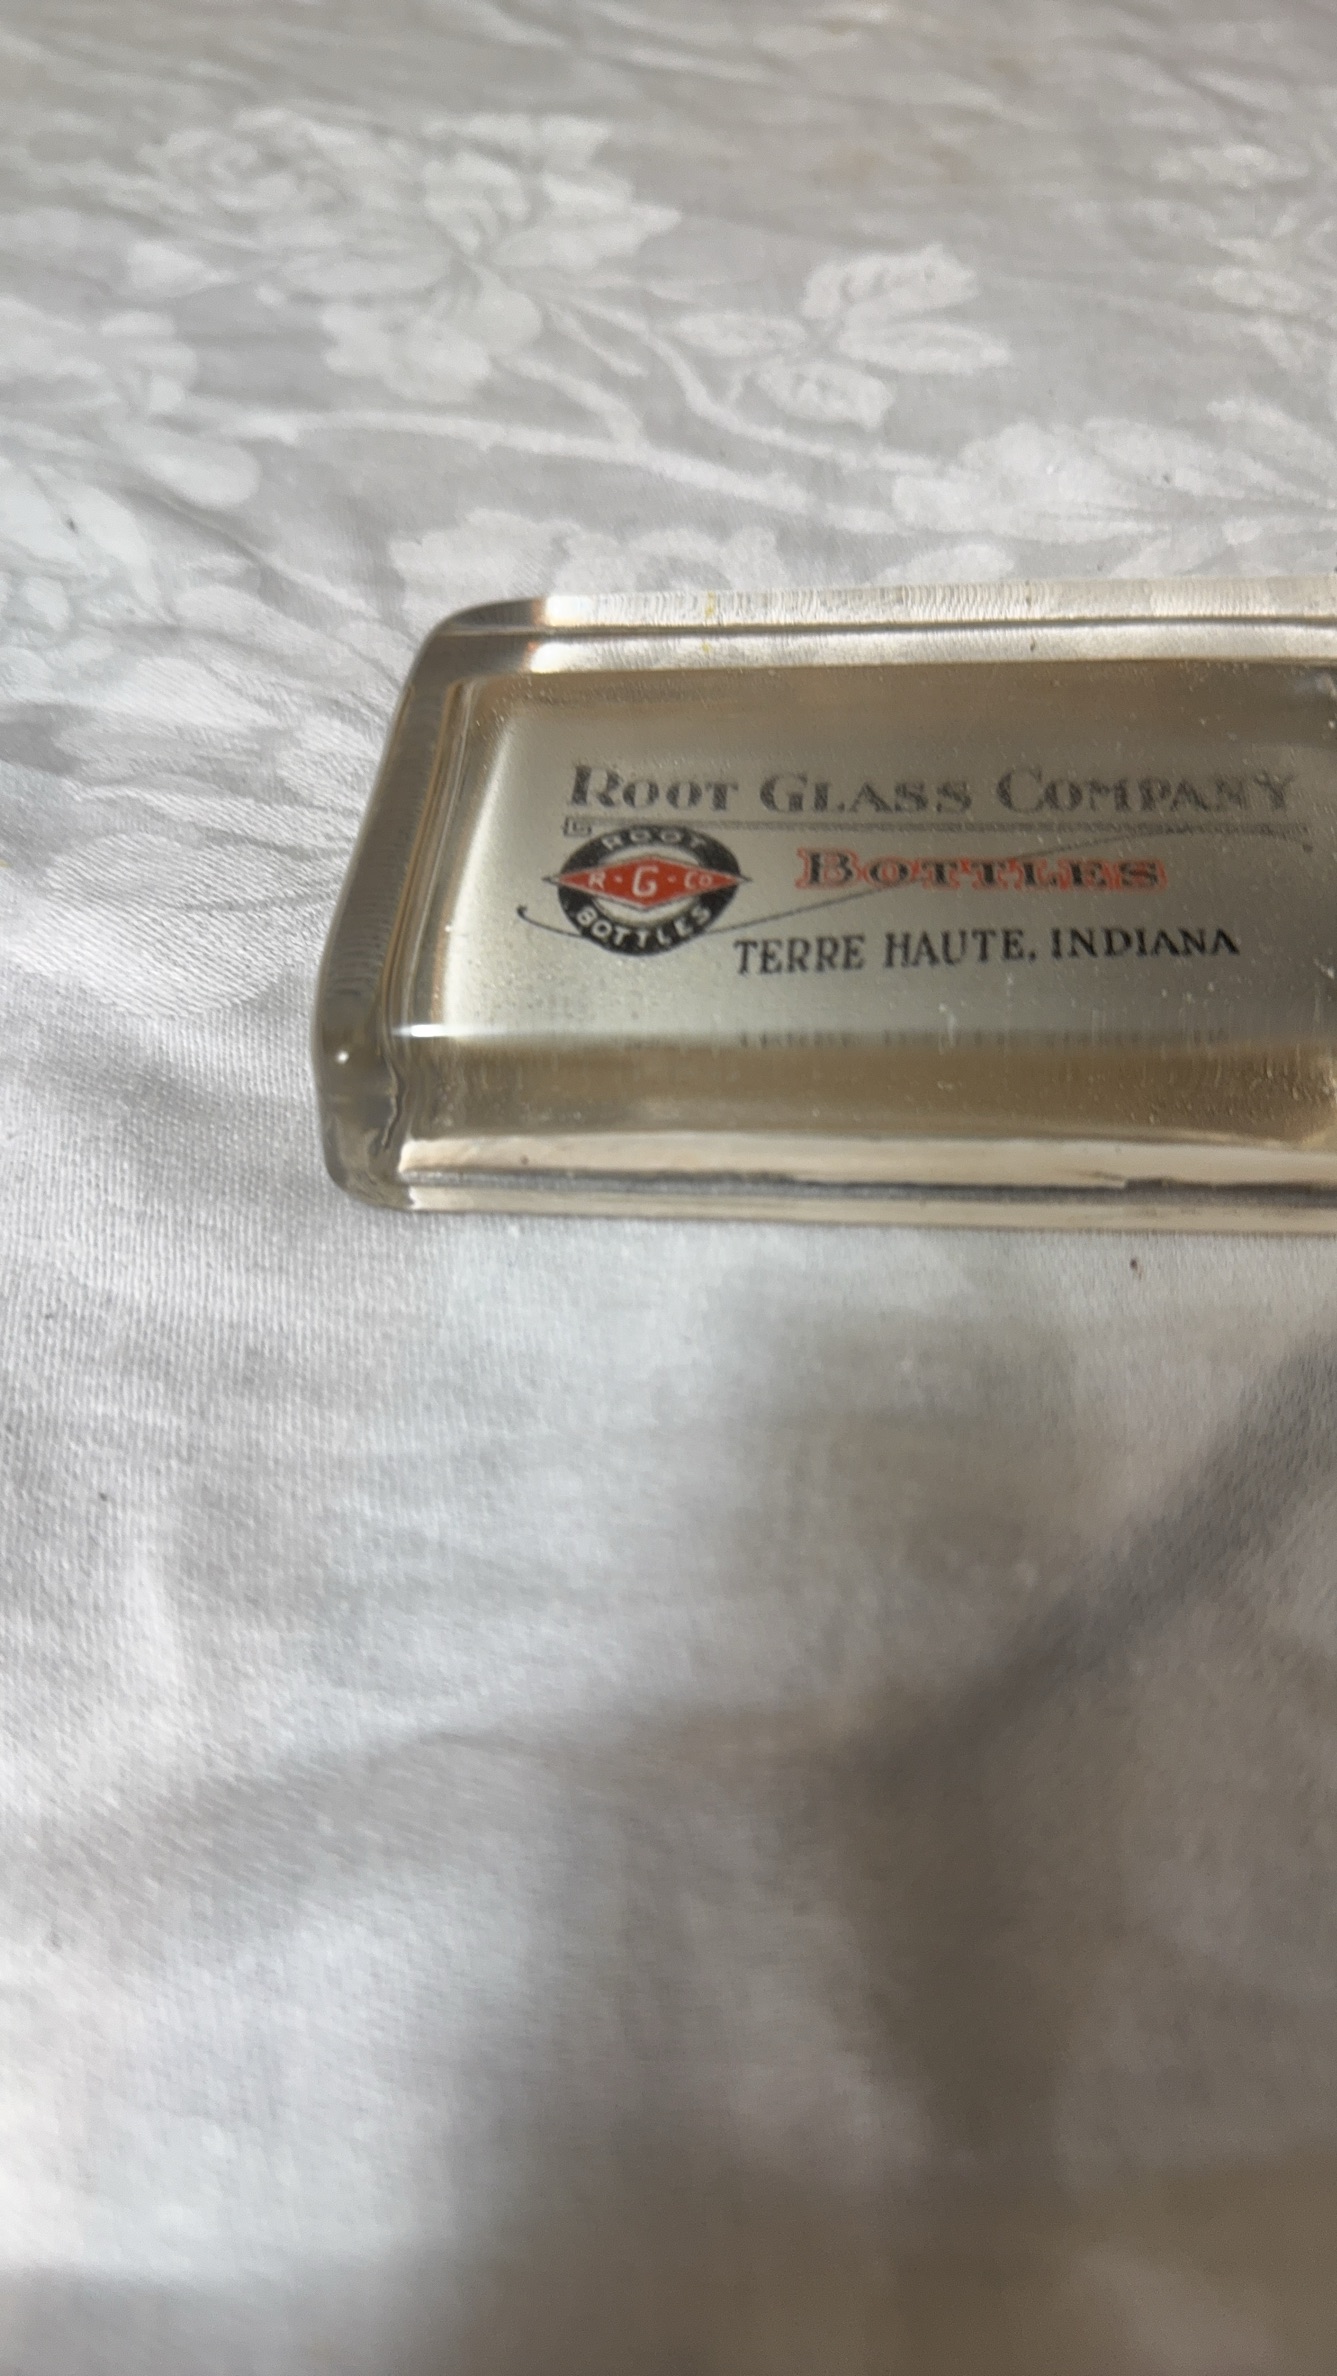 ROOT GLASS COMPANY
ROOT
R·G·CO
BOTTLES
BOTTLES
TERRE HAUTE, INDIANA